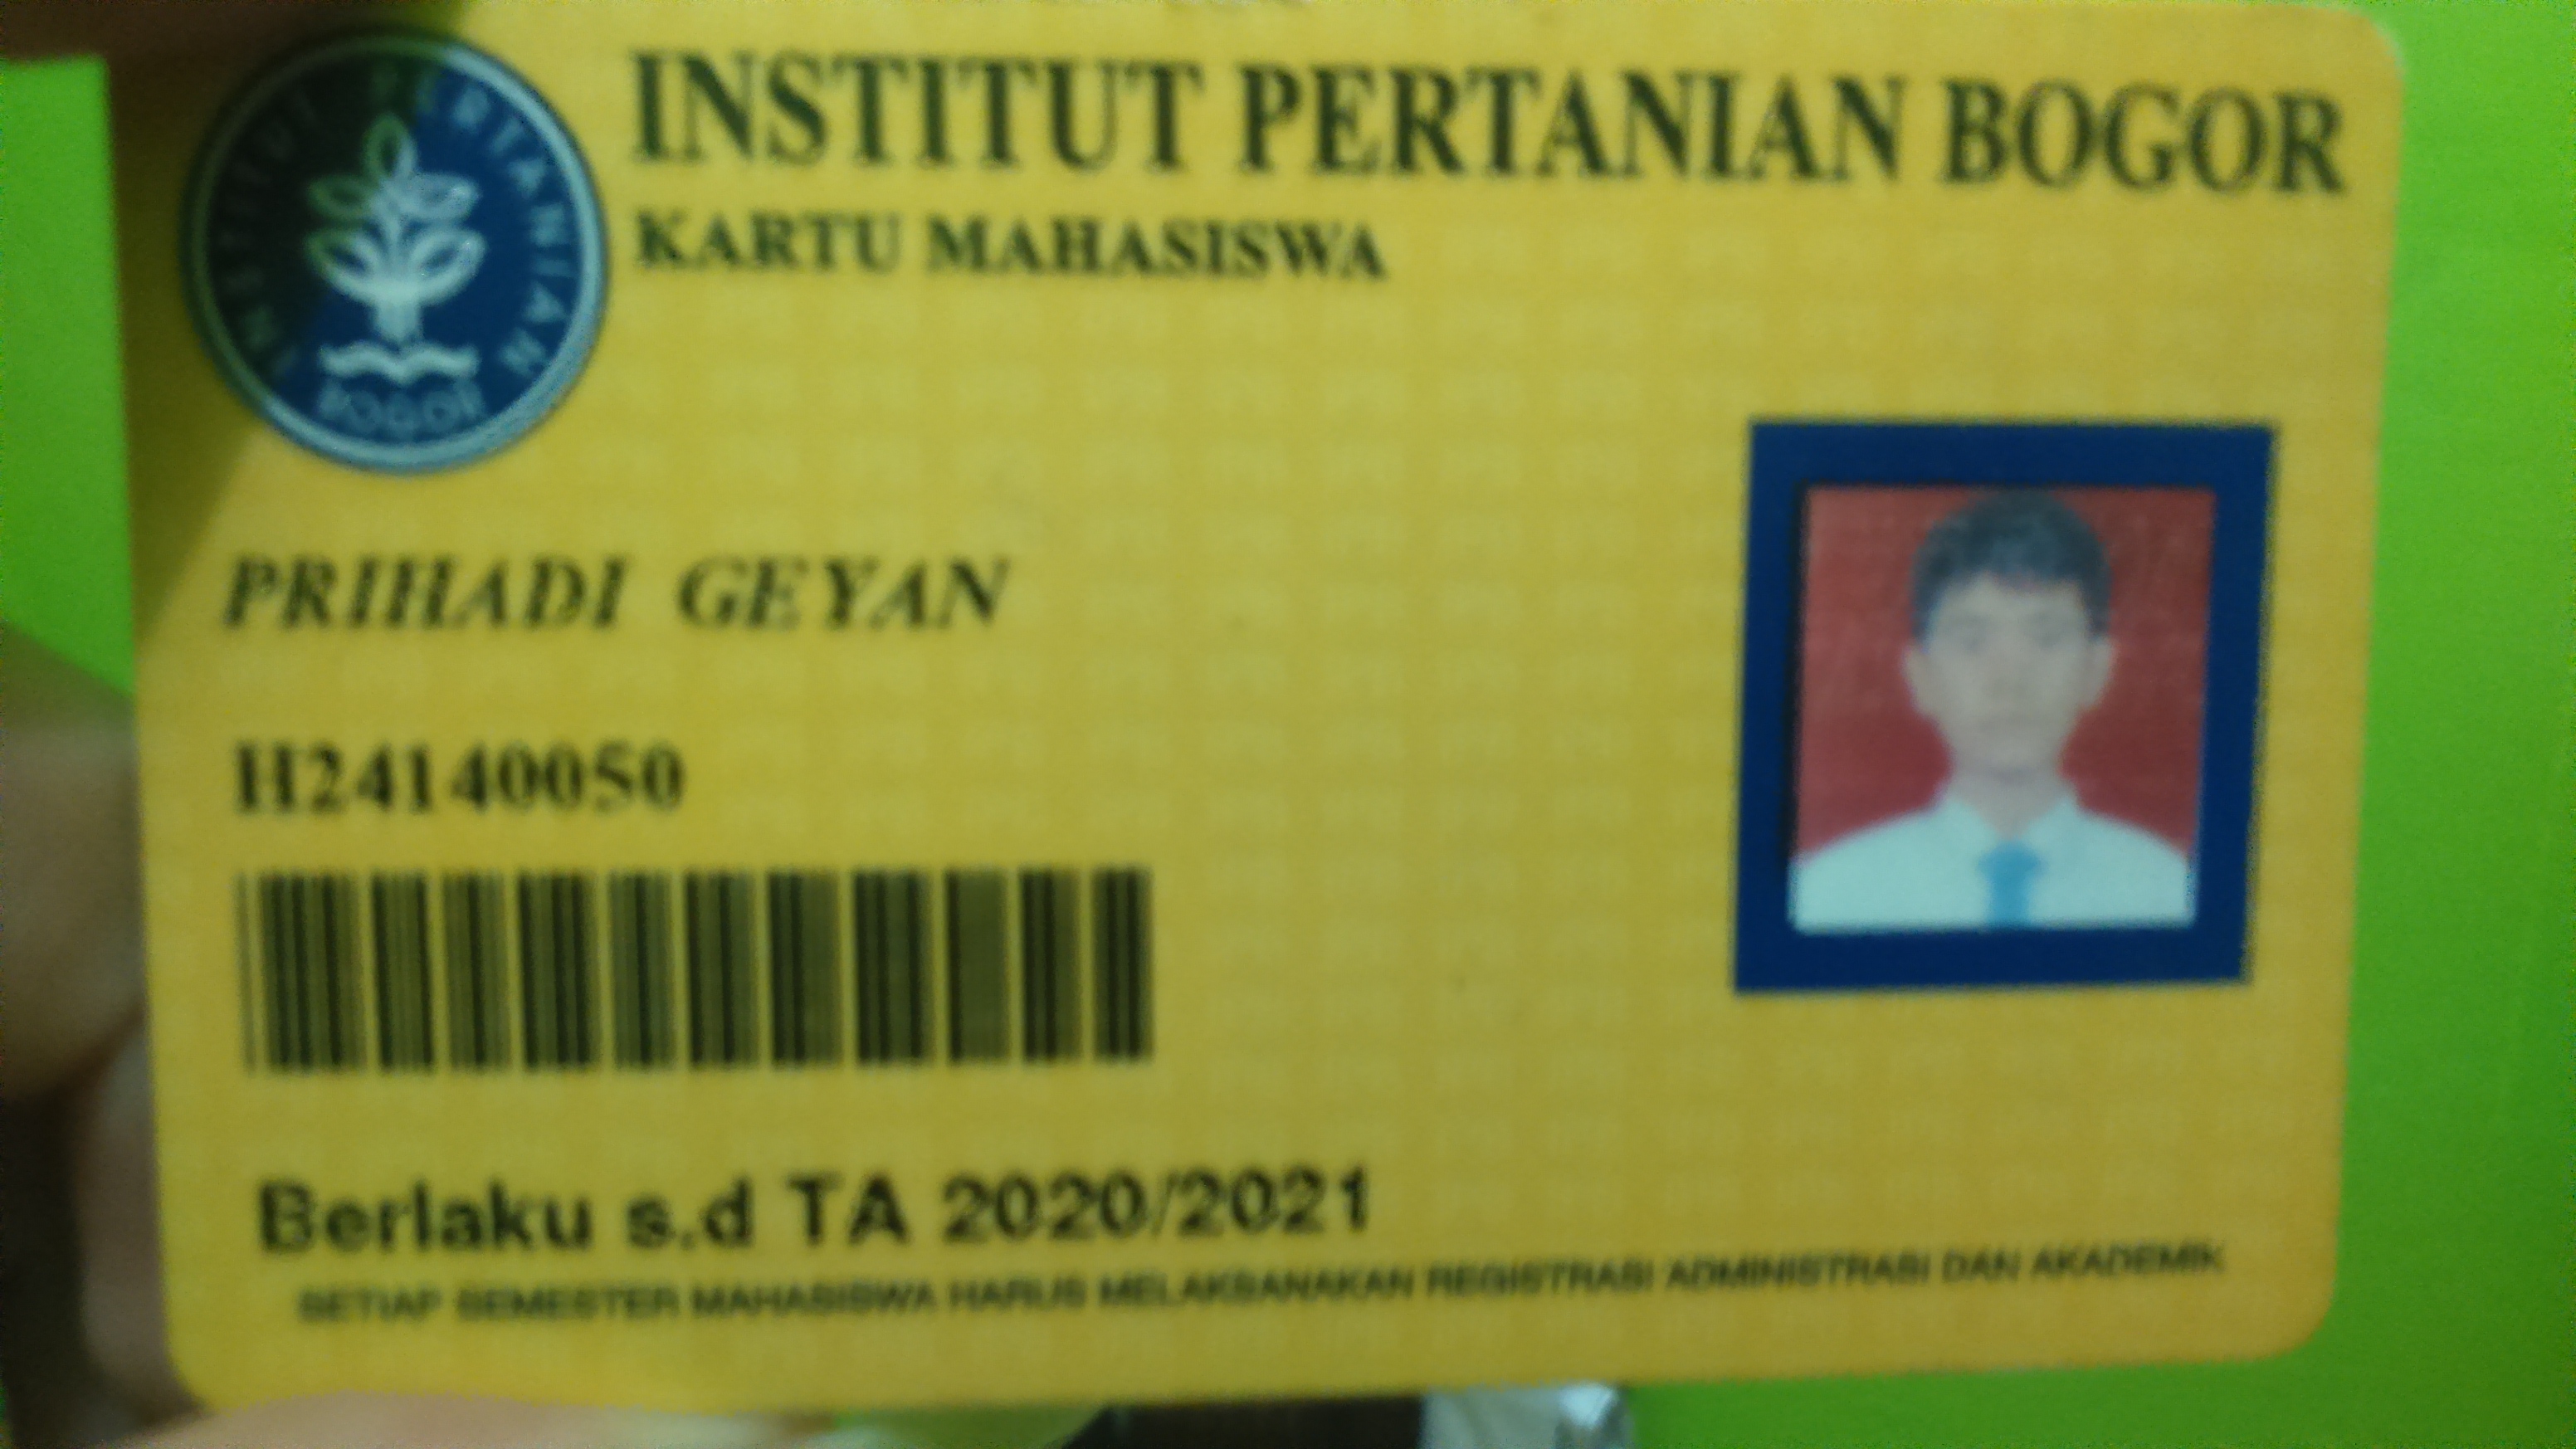 INSTITUT PERTANIAN BOGOR
KARTU MAHASISWA
INSTITUT PERTANIAN
BOGOR
PRIHADI GEYAN
H24140050
Berlaku s.d TA 2020/2021
SETIAP SEMESTER MAHASISWA HARUS MELAKSANAKAN REGISTRASI ADMINISTRASI DAN AKADEMIK